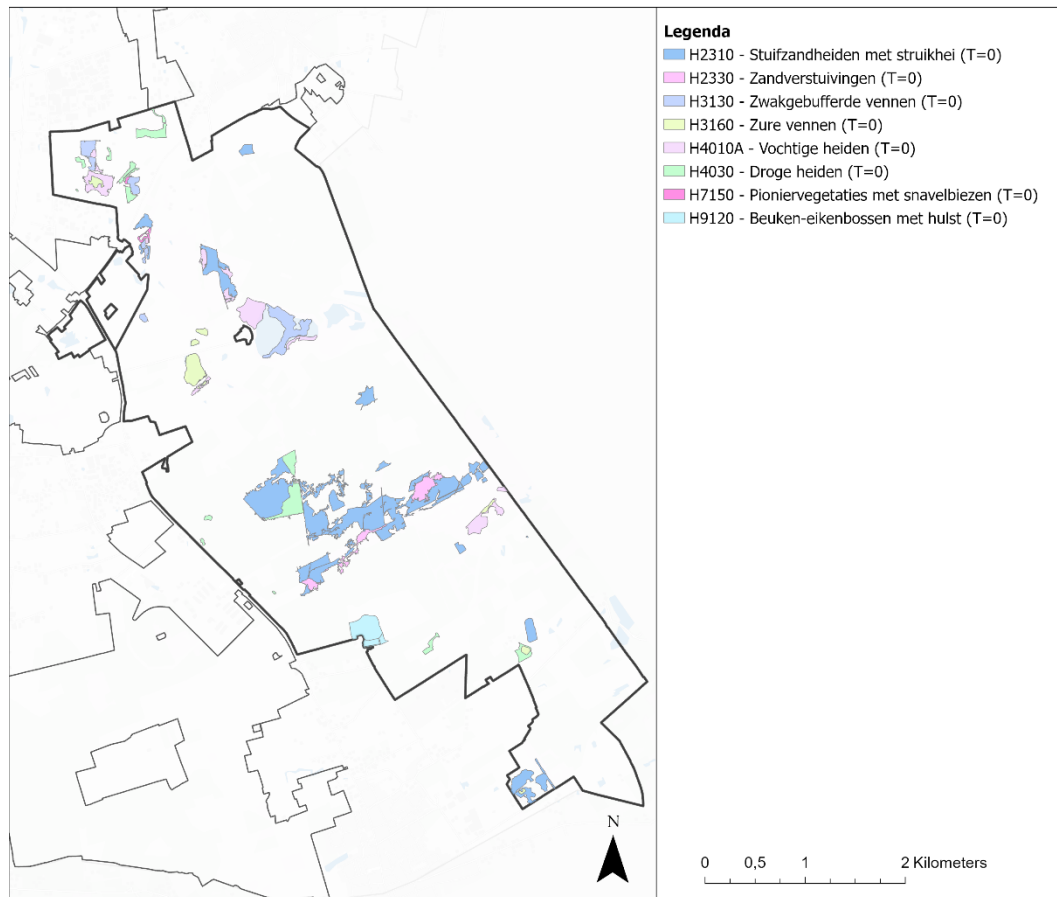 Legenda
H2310 - Stuifzandheiden met struikhei (T=0)
H2330 - Zandverstuivingen (T=0)
H3130 - Zwakgebufferde vennen (T=0)
H3160 - Zure vennen (T=0)
H4010A - Vochtige heiden (T=0)
H4030 - Droge heiden (T=0)
H7150 - Pioniervegetaties met snavelbiezen (T=0)
H9120 - Beuken-eikenbossen met hulst (T=0)
N
0 0,5 1 2 Kilometers